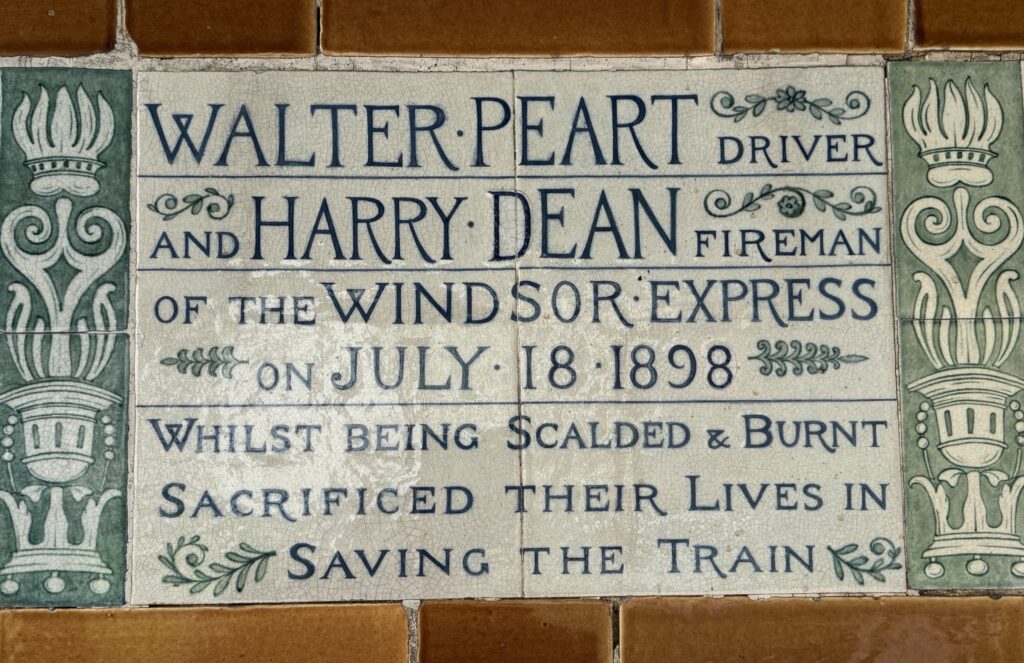 WALTER·PEART DRIVER
AND HARRY·DEAN FIREMAN
OF THE WINDSOR·EXPRESS
ON JULY·18·1898
WHILST BEING SCALDED & BURNT
SACRIFICED THEIR LIVES IN
SAVING THE TRAIN